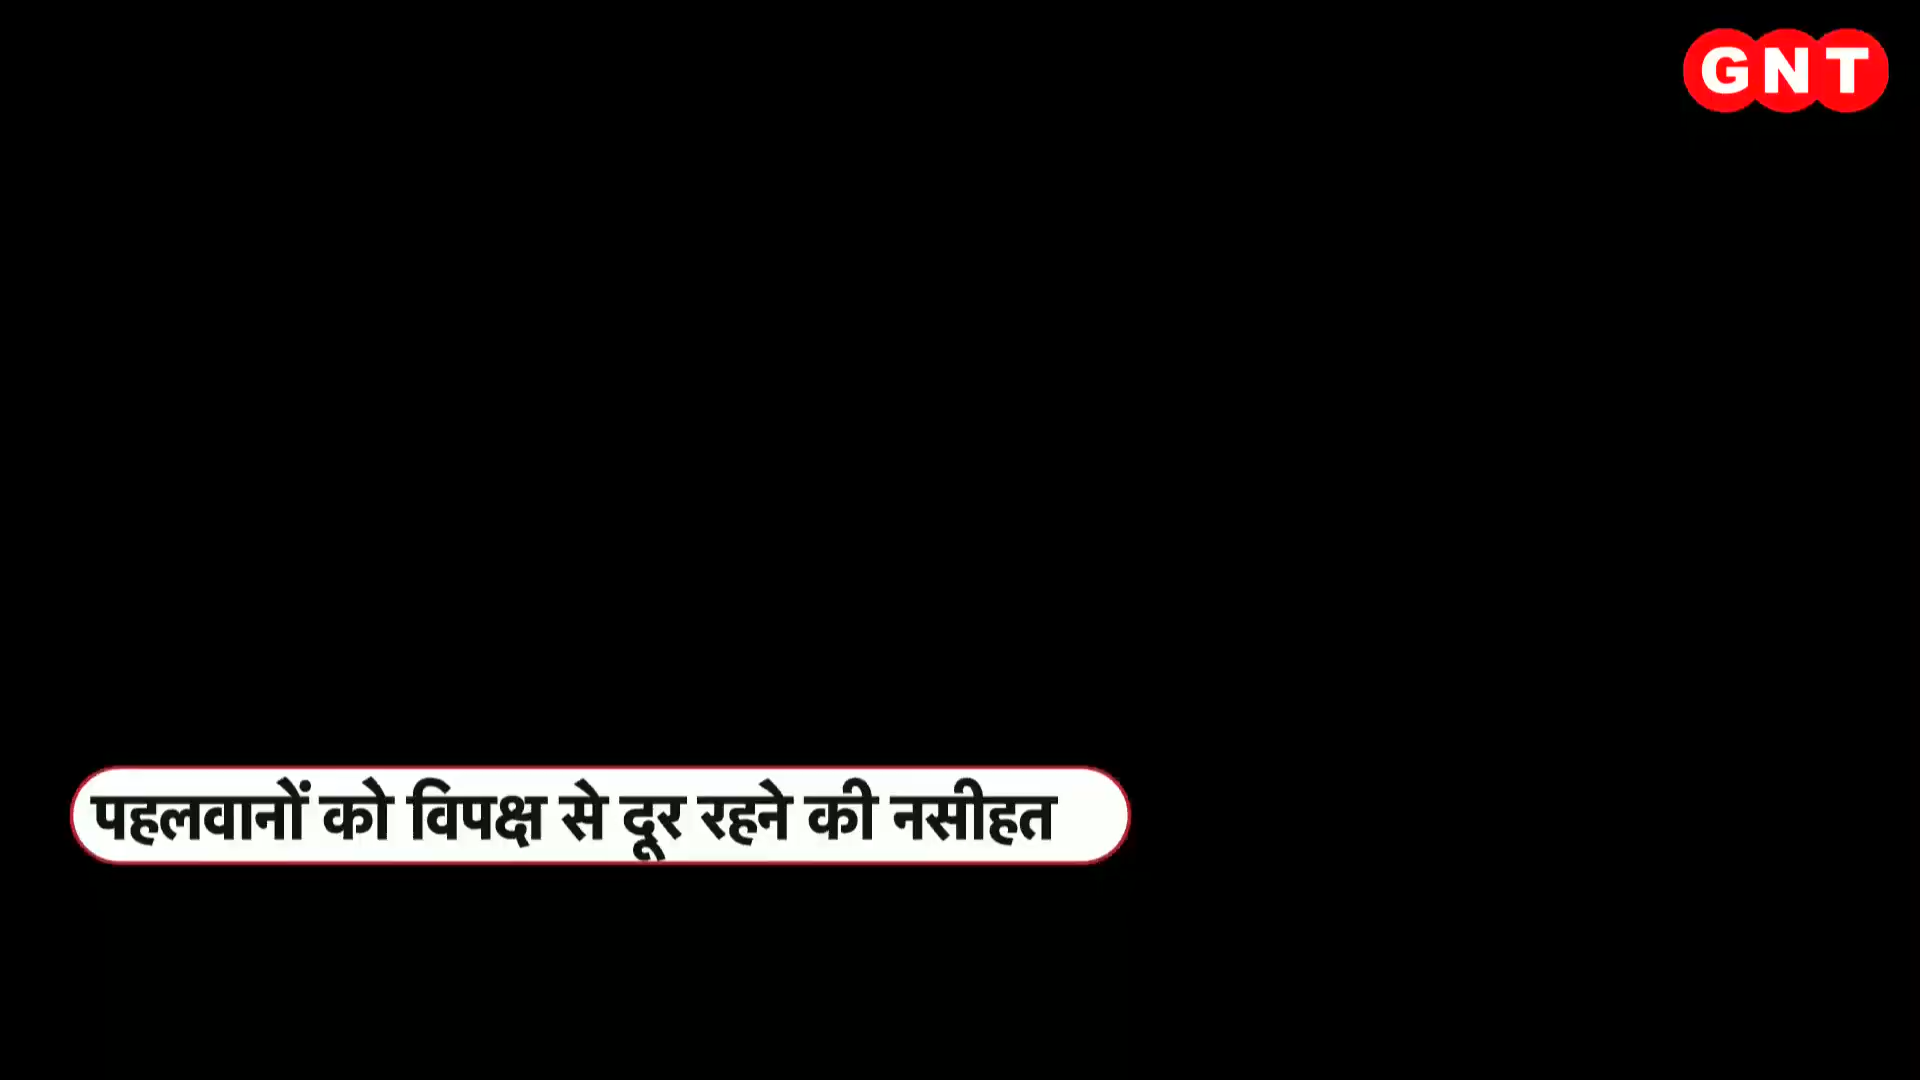 GNT
पहलवानों को विपक्ष से दूर रहने की नसीहत